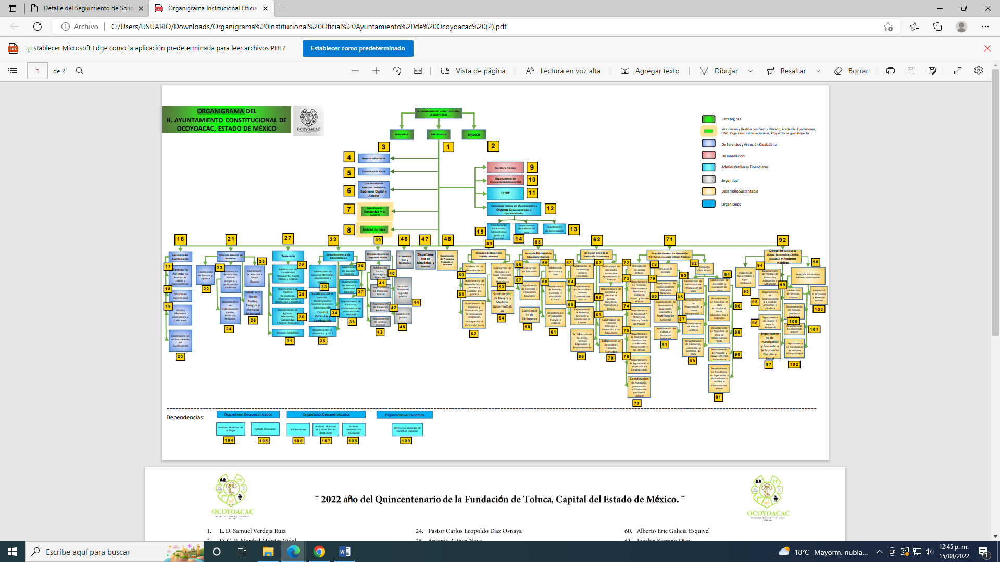 Detalle del Seguimiento de Solic
Organigrama Institucional Oficial
Archivo
C:/Users/USUARIO/Downloads/Organigrama%20Institucional%20Oficial%20Ayuntamiento%20de%20Ocoyoacac%20(2).pdf
¿Establecer Microsoft Edge como la aplicación predeterminada para leer archivos PDF?
Establecer como predeterminado
1 de 2
Vista de página
Lectura en voz alta
Agregar texto
Dibujar
Resaltar
Borrar
ORGANIGRAMA DEL
H. AYUNTAMIENTO CONSTITUCIONAL DE
OCOYOACAC, ESTADO DE MÉXICO
OCOYOACAC
H. AYUNTAMIENTO CONSTITUCIONAL
DE OCOYOACAC
REGIDORES
PRESIDENCIA
SÍNDICO
3
1
2
Estratégicas
Vinculación y Gestión con: Sector Privado, Academia, Fundaciones,
ONG, Organismos Internacionales, Proyectos de gran impacto
De Servicios y Atención Ciudadana
De Innovación
Administrativas y Financieras
Seguridad
Desarrollo Sustentable
Organismos
4
Secretaría Particular
5
Comunicación Social
6
Coordinación de
Atención Ciudadana,
Gobierno Digital y
Abierto
7
Coordinación
Consultiva y de
Asesores
8
Unidad Jurídica
Secretaría Técnica
9
Departamento de
Innovación Gubernamental
10
UIPPE
11
Contraloría Interna del Ayuntamiento y
Órganos Desconcentrados y
Descentralizados
12
15
Departamento
de Auditoría
Administrativa
pública y
financiera
Departamento
de auditoría de
obra
14
Departamento
de Sustanciación
13
16
Secretaría del
Ayuntamiento
17
Secretaría
Adjunta de
Asuntos de
cabildo y
reglamentarios
18
Oficialía del
Registro civil
19
Oficialía
Mediadora
Conciliadora y
Calificadora
Coordinación de
Archivo y Bienes
del
Ayuntamiento
20
21
Dirección General de
Gobierno
Coordinación
de Eventos y
Logística
22
23
Subdirección
de Inclusión,
Asuntos
indígenas y
participación
ciudadana
Departamento
de
Organizaciones
Sociales,
Políticas y
Religiosas
24
25
Coordinación
de Atención a
Grupos
Agrarios
Subdirecci
ón de
Rastro,
Tianguis y
Mercado
Municipal
26
27
Tesorería
28
Subdirección de
Contabilidad,
Presupuesto, Cuenta
Pública y Finanzas
29
Departamento de
Ingresos:
Recaudación,
Impuestos varios,
Notificación y Cobranza
30
Departamento de
Egresos:
Presupuesto,
Contabilidad,
Y Control financiero
Servicios Catastrales
31
32
Dirección General de
Administración
Subdirección de
Recursos Materiales,
adquisiciones y
compras
33
Subdirección de
Almacén ,
Mantenimiento,
Servicios Generales,
Administración,
Control
Vehicular y
Combustible
34
Departamento de
Informática y TIC'S
35
36
Subdirección de
Recursos Humanos
Departamento de
Nómina y
Relaciones
laborales
37
Departamento de
Concursos,
Profesionalización
y Desarrollo del
Personal
38
39
Dirección General de
Seguridad Pública
Subdirección
Táctica,
Estratégica y
Operativa
40
41
Departamento
de Operación
Policial
Departamento
de Prevención
del delito
42
Departamento
de Análisis
Criminal
43
Secretario
Técnico de
seguridad
pública
44
Subdirección
jurídica
45
46
Protección
Civil y
Bomberos
47
Departame
nto de
Movilidad y
Tránsito
48
Coordinación
de Programas
Federales y
Estatales
49
Dirección de Desarrollo
Social y Humano
50
Subdirección de
Desarrollo Social
51
Departamento de
Desarrollo Social y
Humano y
combate a la
pobreza
Departamento de
Fomento y
Orientación para
la Convivencia,
integración,
reintegración e
inclusión social
52
Subdirección de
Atención a la
Salud y Servicios
Médicos
Municipales
53
Subdirección
de Riesgos y
Medidas
Epidemiológic
as
54
55
Dirección General de
Educación y Cultura
56
Subdirección
de Educación
57
Departamento
de Extensión y
Vinculación
Educativa
Coordinaci
ón de
Bibliotecas
58
59
Subdirección
de Cultura y
Arte
60
Departamento de
Extensión y
Vinculación
Cultural
Departamento
Investigación
Cultural e
Histórica
61
62
Dirección General de
Desarrollo Económico
63
Subdirección de
Desarrollo y
Fomento
Económico
64
Departamento
de Desarrollo y
Fomento,
Comercial y de
Abasto
65
Departamento
de Fomento,
Extensión y
Vinculación al
Empleo
Subdirección de
Desarrollo,
Fomento
Empresarial y
Emprendimiento
66
67
Subdirección de
Desarrollo
Sustentable
Agropecuario y
Forestal
68
Departamento de
Atención y
Gestión al
Campo,
Ganadería,
Piscicultura y
Bosque
69
Subdirección de
Fomento
Artesanal y
Promoción a las
Tradiciones
Subdirección de
Desarrollo y
Fomento
Turístico
70
71
Dirección General de Planeación
Territorial, Ecología y Obras Públicas
72
Dirección de
Desarrollo
Urbano
73
Departamento
de Tenencia,
Ordenamiento
Territorial y
Ecológico,
Control y Gestión
Urbano
74
Departamento
de Movilidad ",
Urbanismo
Táctico y Diseño
del Paisaje
75
Departamento
de Licencias de
Construcción,
Uso de Suelo,
Alineamiento y
No. Oficial
76
Departamento
de Seguimiento e
Inspección de
Construcciones
Coordinación
de Promoción,
preservación
y Difusión del
patrimonio
Cultural
77
78
Dirección de
Ecología
79
Departamento
Medio Ambiente
y Recursos
Naturales
80
Departamento
de Normatividad
Supervisión,
inspección y
Notificación
Ambiental
Departamento
de Cultura y
Educación
Ambiental
81
82
Dirección
Obra Pública
83
Subdirección de
Administración
y Planeación de
Obra
85
Departamento
de
Programación y
Control
Presupuestal "
87
Departamento
de Precios
Unitarios
Departamento
de Concursos,
Licitaciones y
Contratos de
Obra
89
84
Subdirección de
Ejecución y
Evaluación de
Obra
86
Departamento
de Proyectos de
Obra
Institucional,
Social,
Educativa, Vial e
Hidráulica
88
Departamento
de Proyectos de
Obra de
Infraestructura
Verde
90
Departamento
de Proyecto y
Apoyo a la Obra
Comunitaria
Departamento
de Residencia,
de Supervisión y
Mantenimiento
de Obra e
infraestructura
urbana
91
92
Dirección General de
Ciudad Sustentable, Cambio
Climático y Recursos
Hídricos
Dirección de
Agua Potable y
Aguas
residuales
93
94
Departamento
de Políticas de
Protección,
Adaptación y
Mitigación
95
Departamento
de
fortalecimiento
a la Gestión
Ambiental y
Climática
96
Departamento
de Control e
Impacto
Ambiental
Departamen
to de
Investigación
y Fomento a
la Economía
Circular y
Social
97
98
Dirección de Servicios
Públicos y Municipales
99
Subdirección
de Servicios
Urbanos
Departamento
de Parques,
Jardines y
Panteones
100
Departamento
de Alumbrado
Público
101
Departamento
de Recolección
de residuos
sólidos y limpia
102
Subdirecci
ón de Control
y Bienestar
Animal
103
Dependencias:
Organismos Desconcentrados
Organismos Descentralizados
Organismos Autónomos
Instituto Municipal de
la Mujer
IMJUVE Ocoyoacac
DIF Municipal
Instituto Municipal
de Cultura Física y
del Deporte
Instituto
Municipal de
Planeación
Defensoría Municipal de
Derechos Humanos
104
105
106
107
108
109
OCOYOACAC
¨ 2022 año del Quincentenario de la Fundación de Toluca, Capital del Estado de México. ¨
OCOYOACAC
1. L. D. Samuel Verdeja Ruiz
24. Pastor Carlos Leopoldo Díaz Osnaya
60. Alberto Eric Galicia Esquivel
2. D. C. E. Maribel Montes Vidal
25. Antonio Astivia Nava
61. Jocelyn Serrano Díaz
Escribe aquí para buscar
18°C Mayorm. nubla...
12:45 p. m.
15/08/2022
1